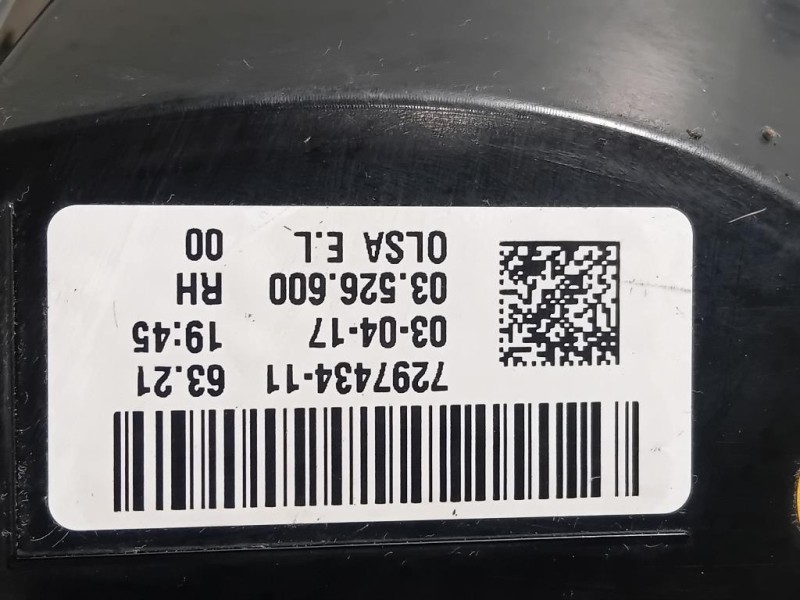 7297434-11 63.21
03-04-17 19:45
03.526.600 RH
OLSA E.L 00